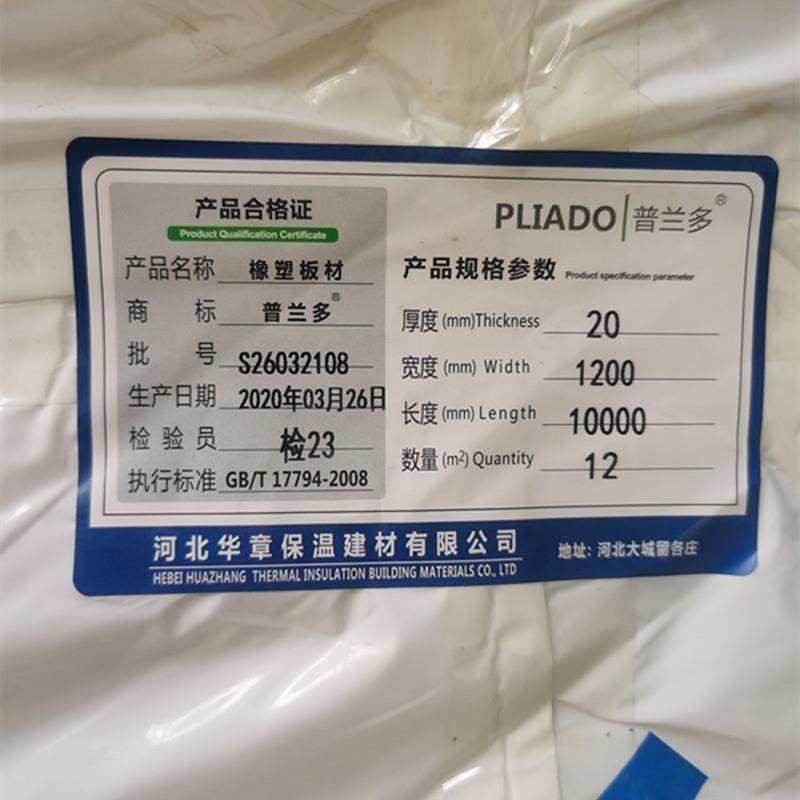 产品合格证
Product Qualification Certificate
产品名称 橡塑板材
商标 普兰多®
批号 S26032108
生产日期 2020年03月26日
检验员 检23
执行标准 GB/T 17794-2008
PLIADO 普兰多®
产品规格参数 Product specification parameter
厚度 (mm)Thickness 20
宽度 (mm) Width 1200
长度 (mm) Length 10000
数量 (m²) Quantity 12
河北华章保温建材有限公司
HEBEI HUAZHANG THERMAL INSULATION BUILDING MATERIALS CO., LTD
地址：河北大城留各庄